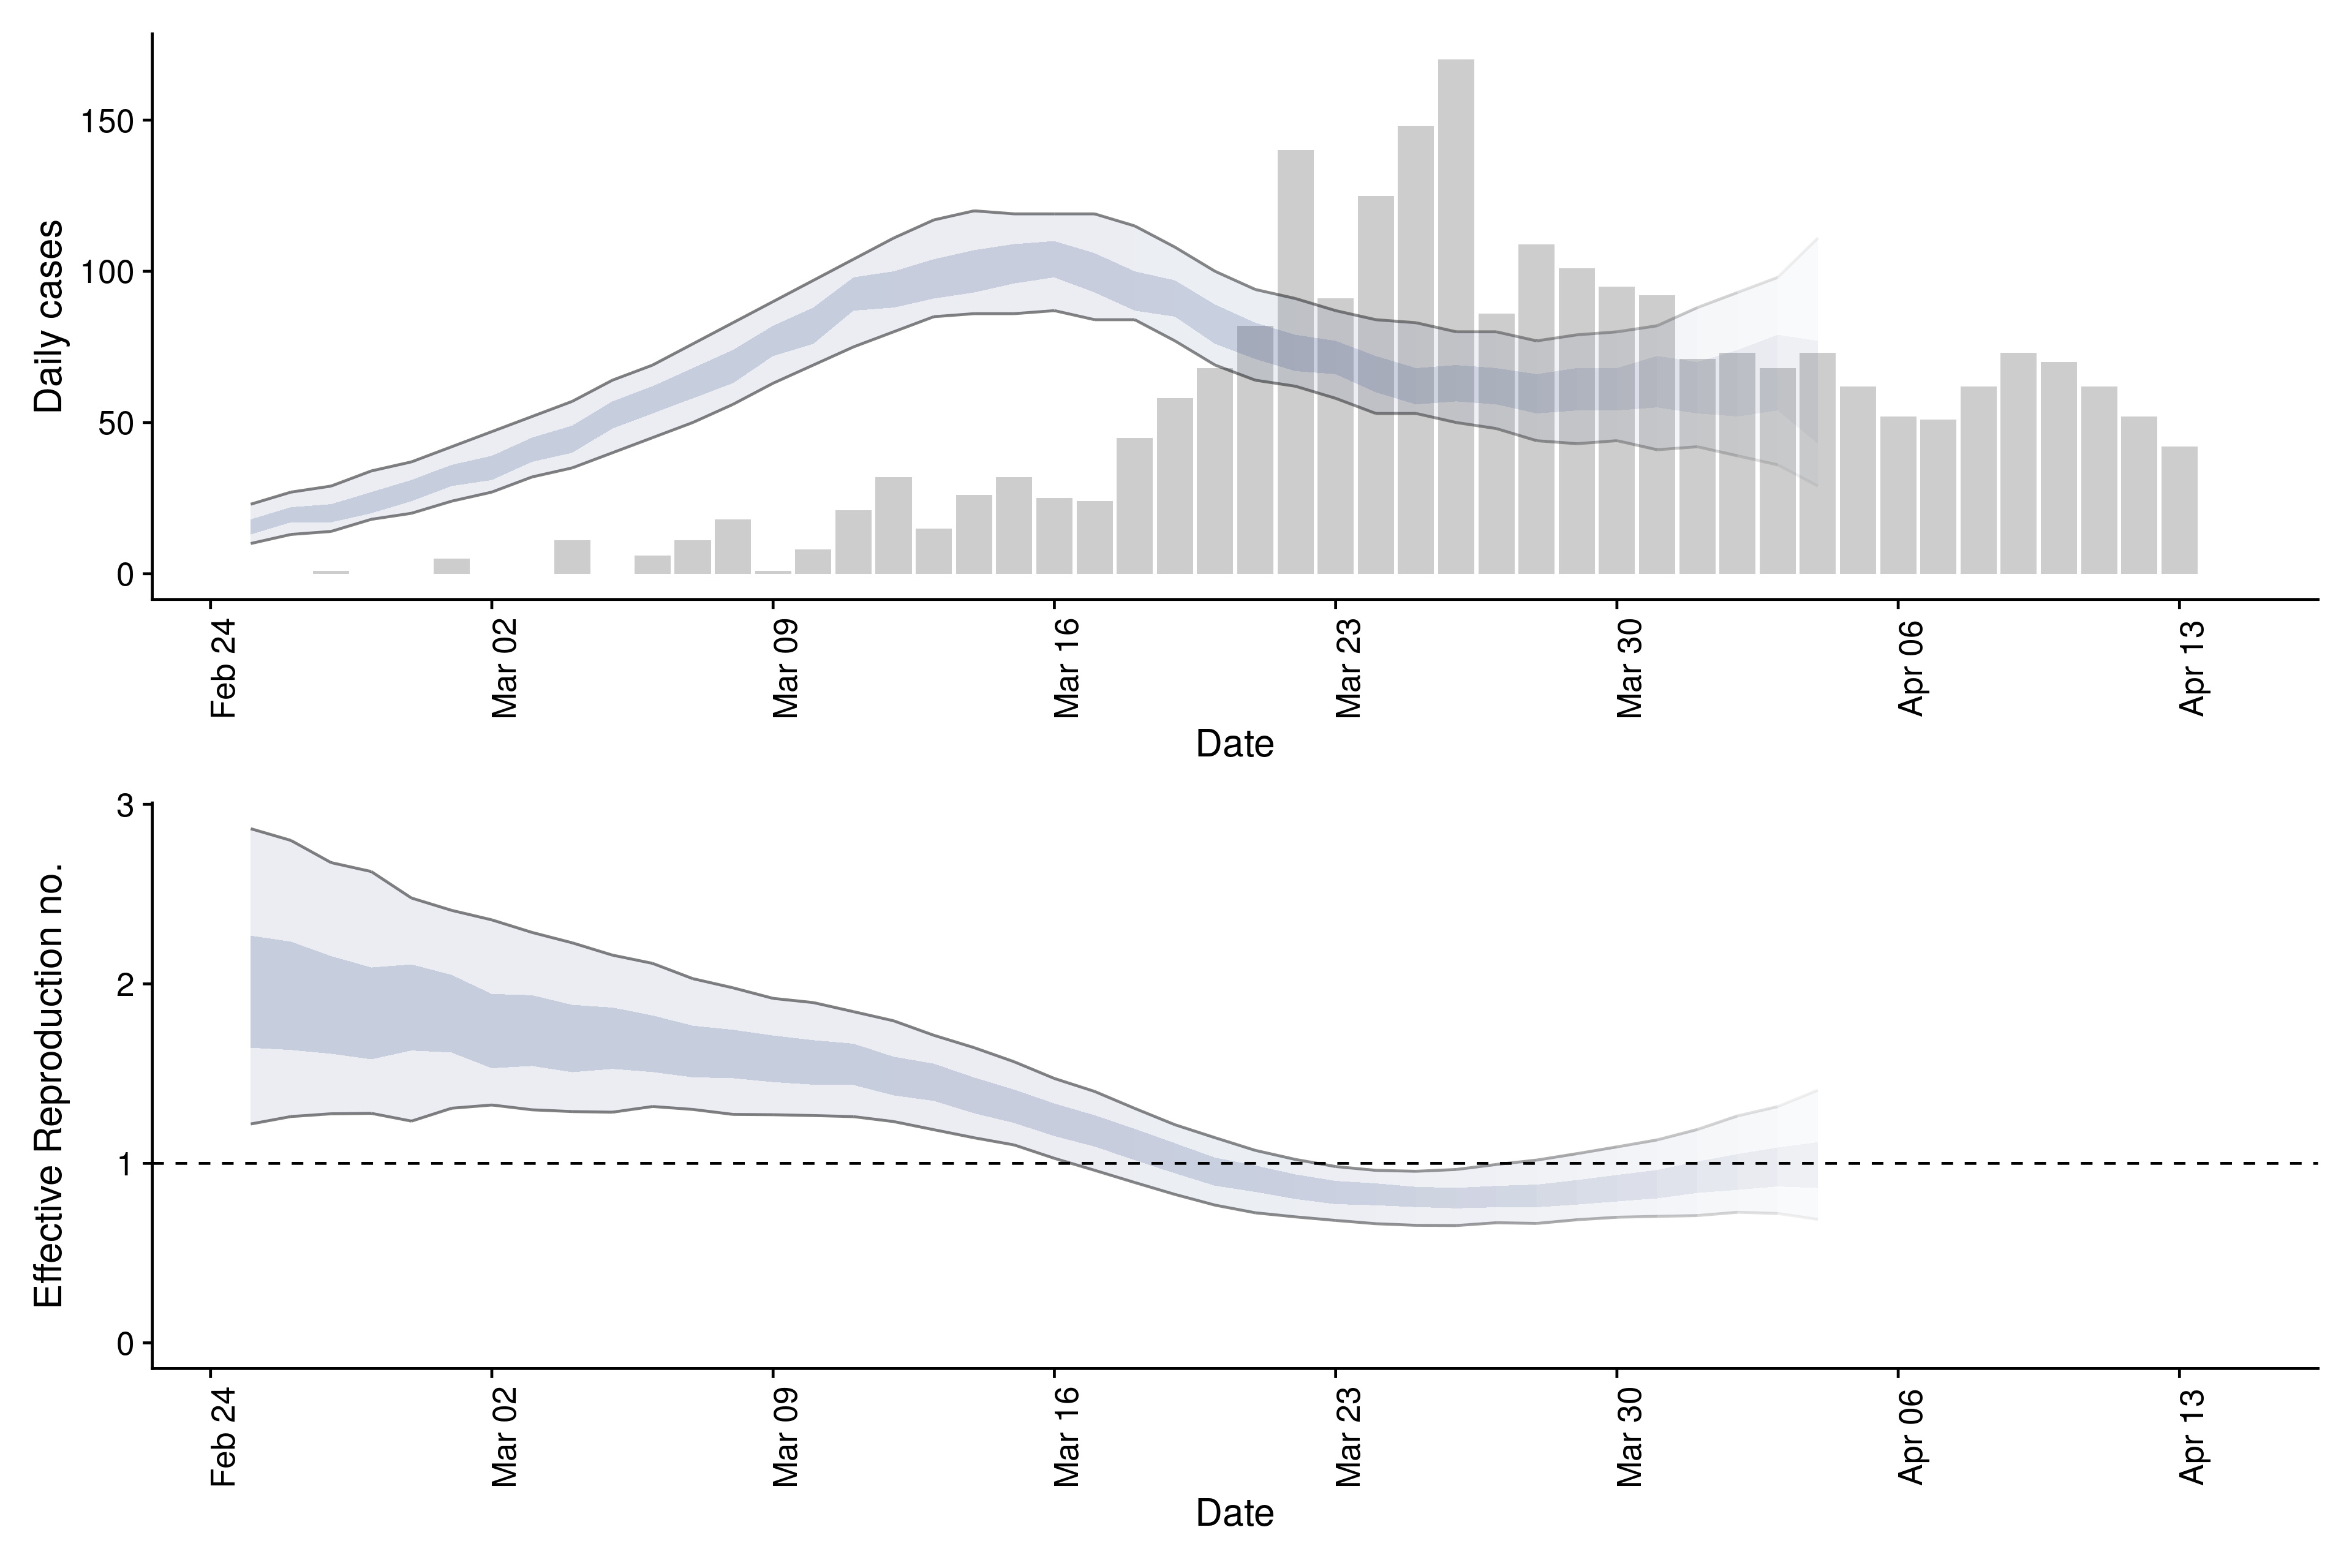 Daily cases
150
100
50
0
Feb 24
Mar 02
Mar 09
Mar 16
Mar 23
Mar 30
Apr 06
Apr 13
Date
Effective Reproduction no.
3
2
1
0
Feb 24
Mar 02
Mar 09
Mar 16
Mar 23
Mar 30
Apr 06
Apr 13
Date